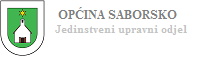 OPĆINA SABORSKO
Jedinstveni upravni odjel